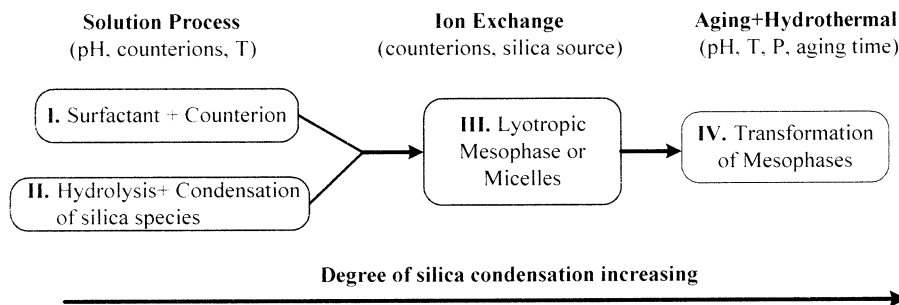 Solution Process
(pH, counterions, T)
Ion Exchange
(counterions, silica source)
Aging+Hydrothermal
(pH, T, P, aging time)
I. Surfactant + Counterion
II. Hydrolysis+ Condensation
of silica species
III. Lyotropic
Mesophase or
Micelles
IV. Transformation
of Mesophases
Degree of silica condensation increasing